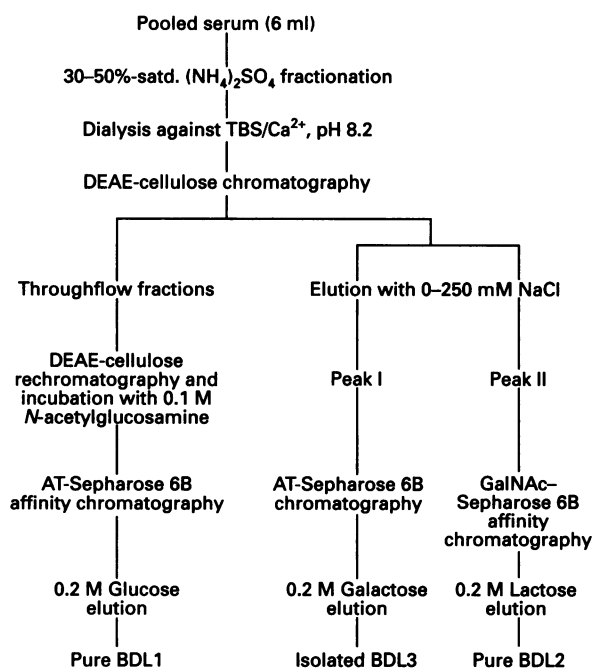 Pooled serum (6 ml)
30–50%-satd. (NH4)2SO4 fractionation
Dialysis against TBS/Ca2+, pH 8.2
DEAE-cellulose chromatography
Throughflow fractions
Elution with 0–250 mM NaCl
DEAE-cellulose
rechromatography and
incubation with 0.1 M
N-acetylglucosamine
Peak I
Peak II
AT-Sepharose 6B
affinity chromatography
AT-Sepharose 6B
chromatography
GalNAc–
Sepharose 6B
affinity
chromatography
0.2 M Glucose
elution
0.2 M Galactose
elution
0.2 M Lactose
elution
Pure BDL1
Isolated BDL3
Pure BDL2